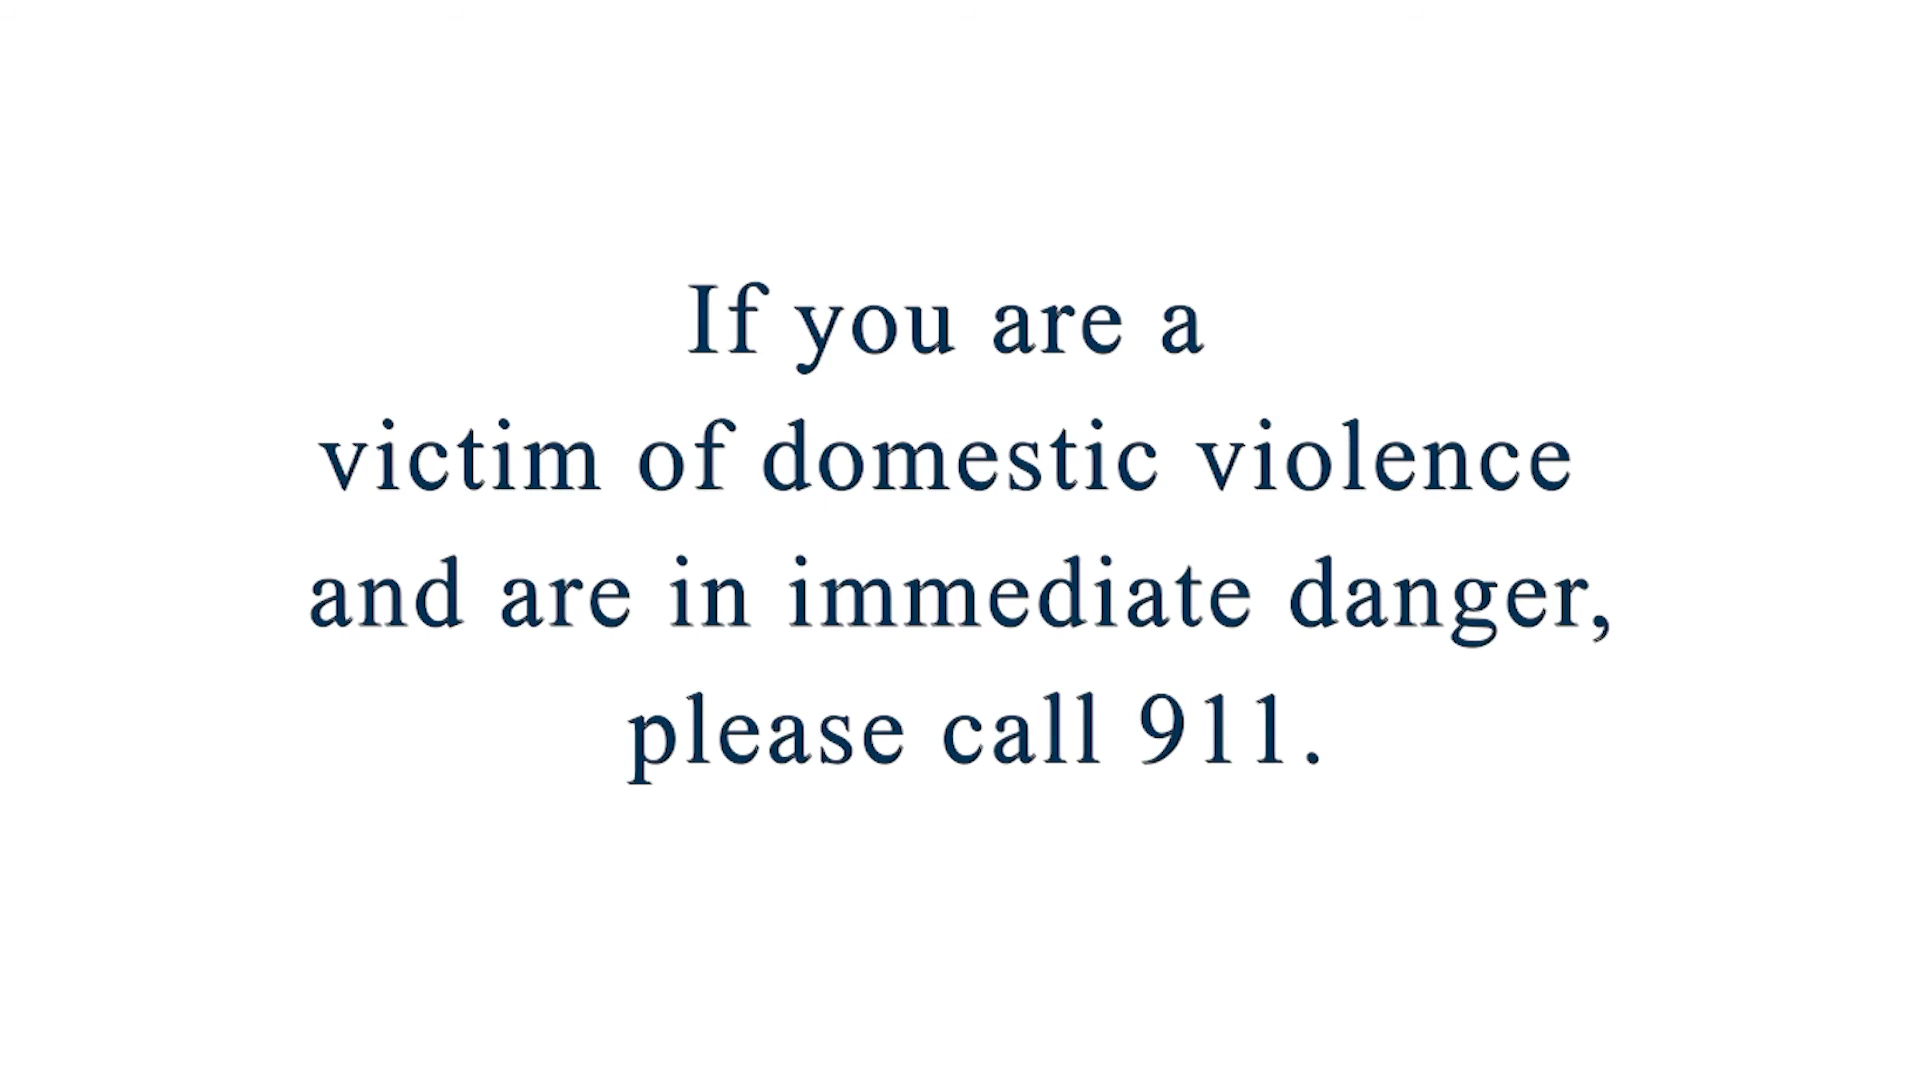 If you are a
victim of domestic violence
and are in immediate danger,
please call 911.